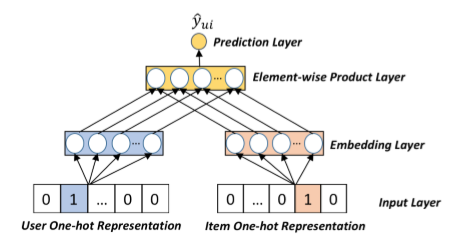 ŷui
Prediction Layer
Element-wise Product Layer
...
Embedding Layer
... ...
0 1 ... 0 0 0 ... 0 1 0
Input Layer
User One-hot Representation Item One-hot Representation